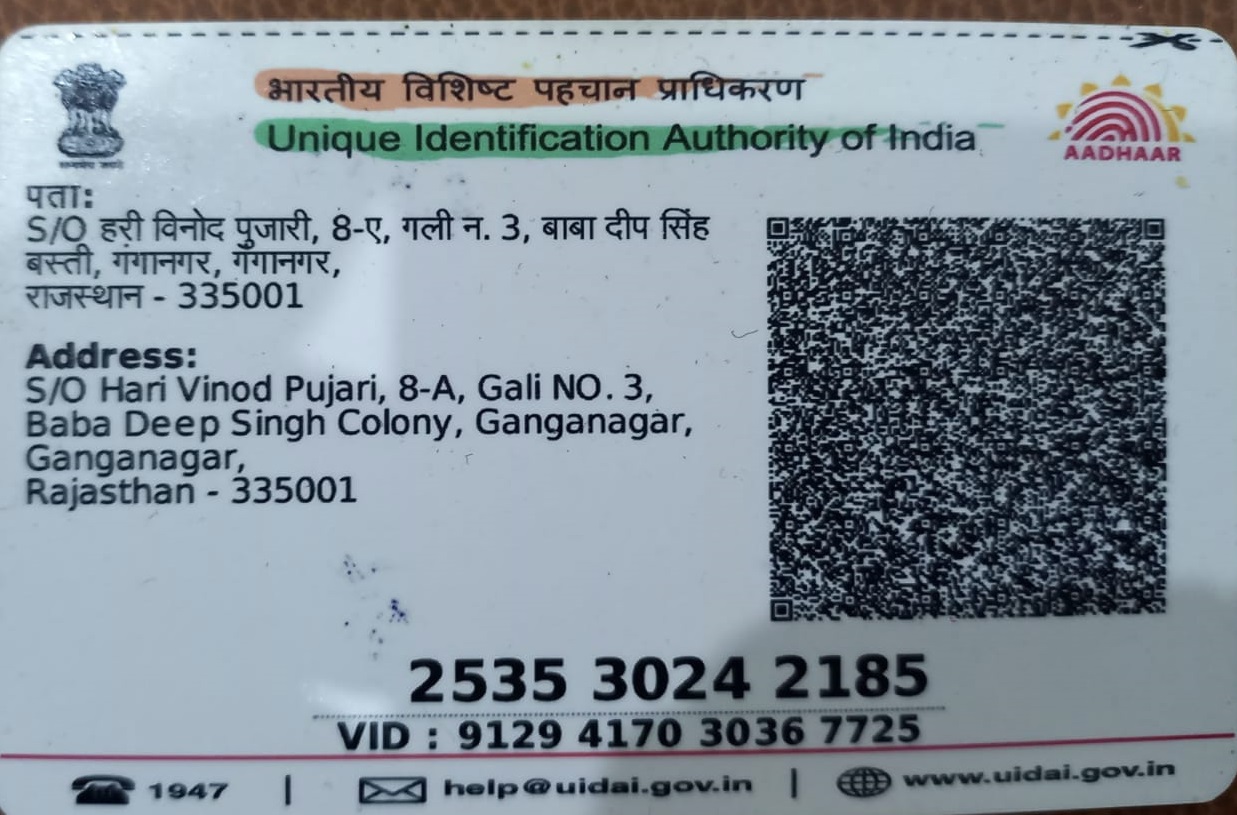 भारतीय विशिष्ट पहचान प्राधिकरण
Unique Identification Authority of India
AADHAAR
पता:
S/O हरी विनोद पुजारी, 8-ए, गली न. 3, बाबा दीप सिंह
बस्ती, गंगानगर, गंगानगर,
राजस्थान - 335001
Address:
S/O Hari Vinod Pujari, 8-A, Gali NO. 3,
Baba Deep Singh Colony, Ganganagar,
Ganganagar,
Rajasthan - 335001
2535 3024 2185
VID : 9129 4170 3036 7725
1947 | help@uidai.gov.in | www.uidai.gov.in